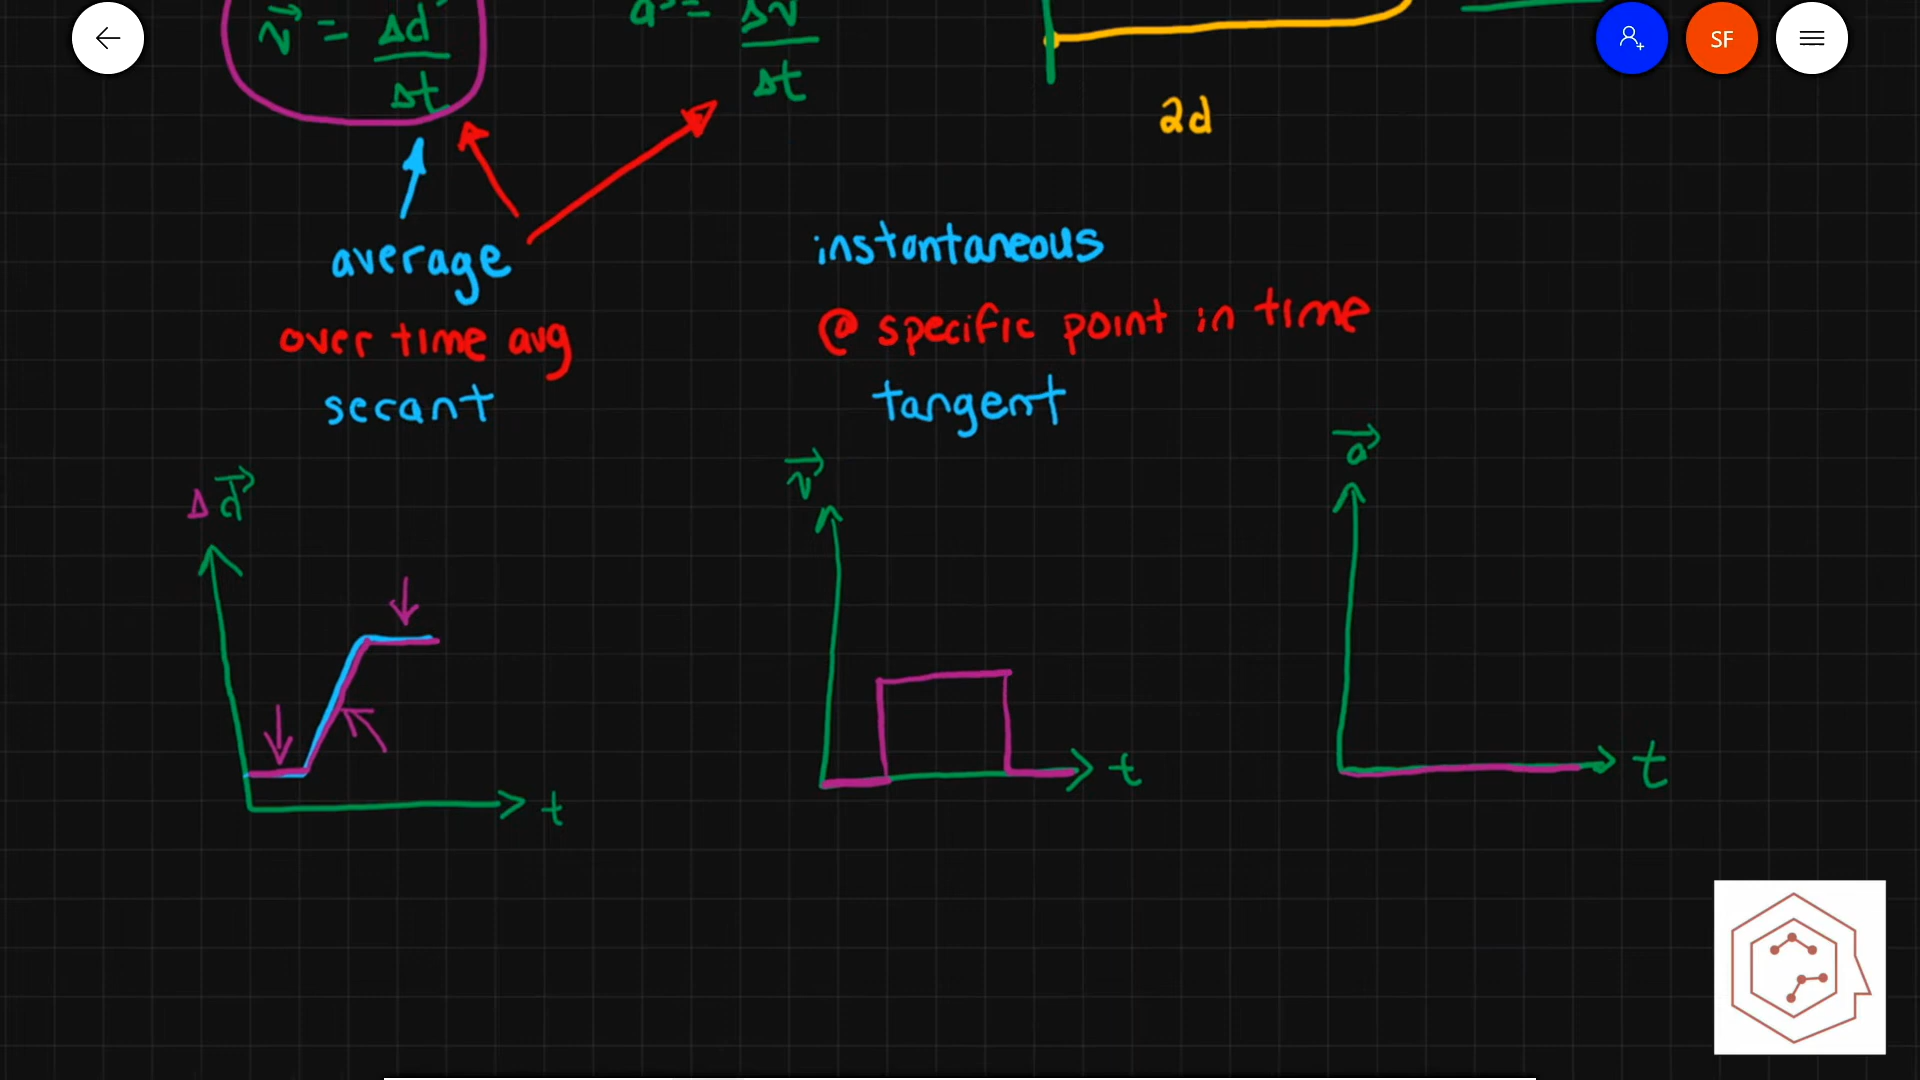 v⃗ = Δd / Δt
a = Δv / Δt
SF
2d
average
over time avg
secant
instantaneous
@ specific point in time
tangent
Δd⃗
t
v⃗
t
a⃗
t